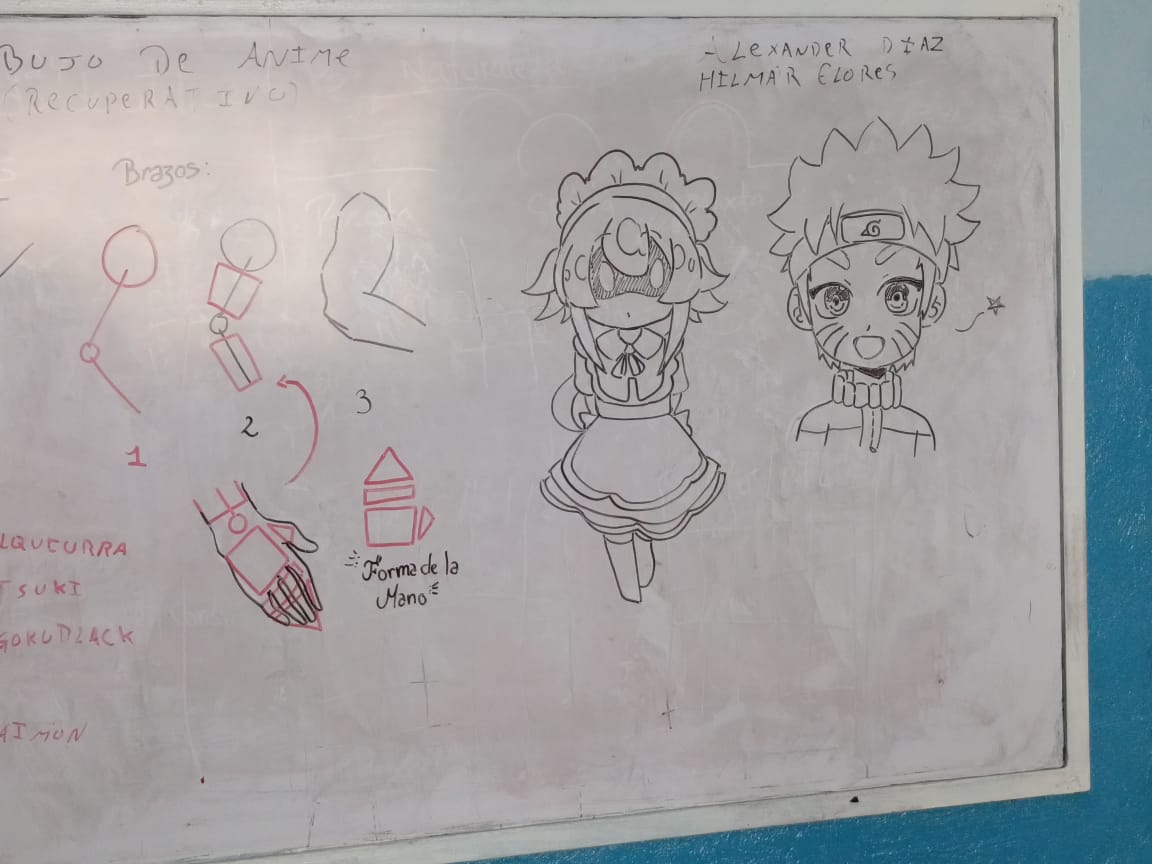 BUJO DE ANIME
(RECUPERATIVO)
ALEXANDER DIAZ
HILMAR FLORES
Brazos:
1
2
3
Forma de la
Mano
LQUEURRA
TSUKI
GOKUBLACK
AIMON